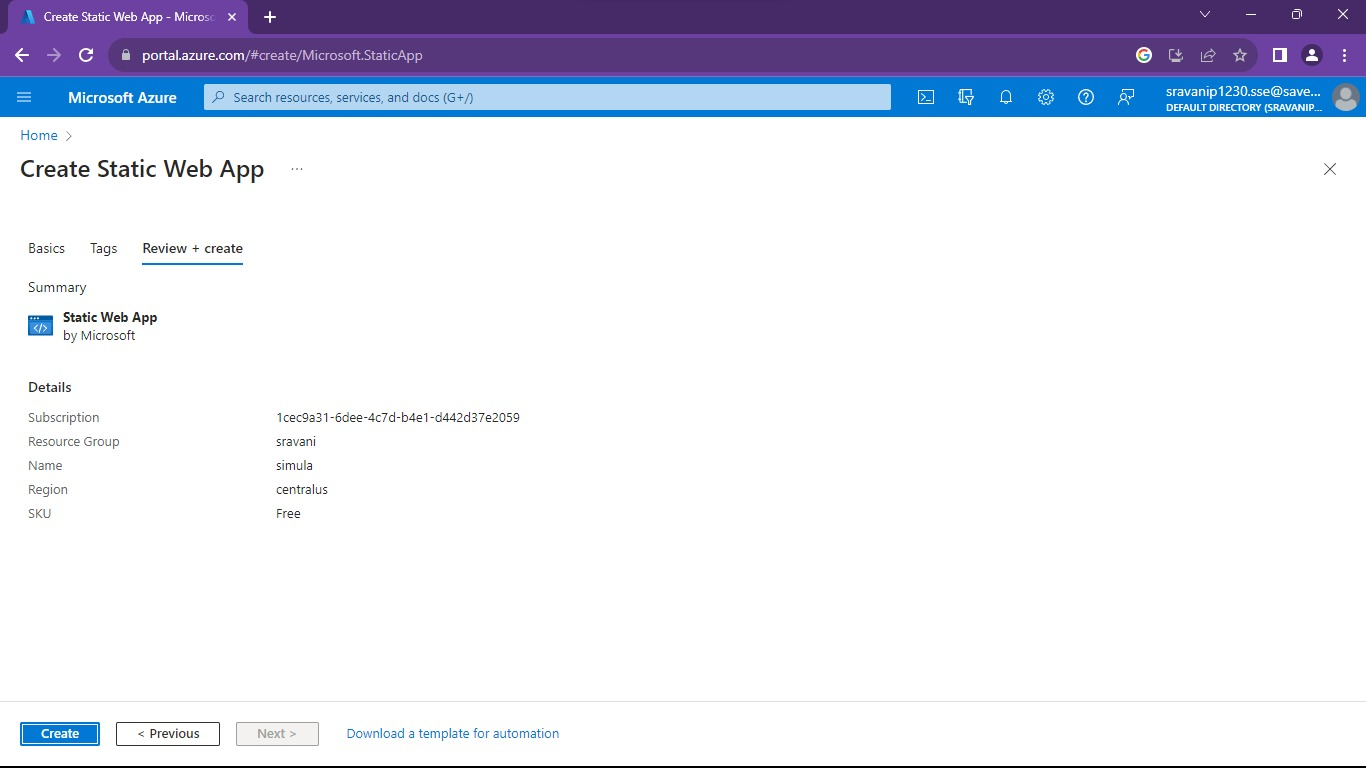 Create Static Web App - Microsc
portal.azure.com/#create/Microsoft.StaticApp
Microsoft Azure
Search resources, services, and docs (G+/)
sravanip1230.sse@save...
DEFAULT DIRECTORY (SRAVANIP...
Home >
Create Static Web App ...
Basics Tags Review + create
Summary
Static Web App
by Microsoft
Details
Subscription 1cec9a31-6dee-4c7d-b4e1-d442d37e2059
Resource Group sravani
Name simula
Region centralus
SKU Free
Create < Previous Next > Download a template for automation